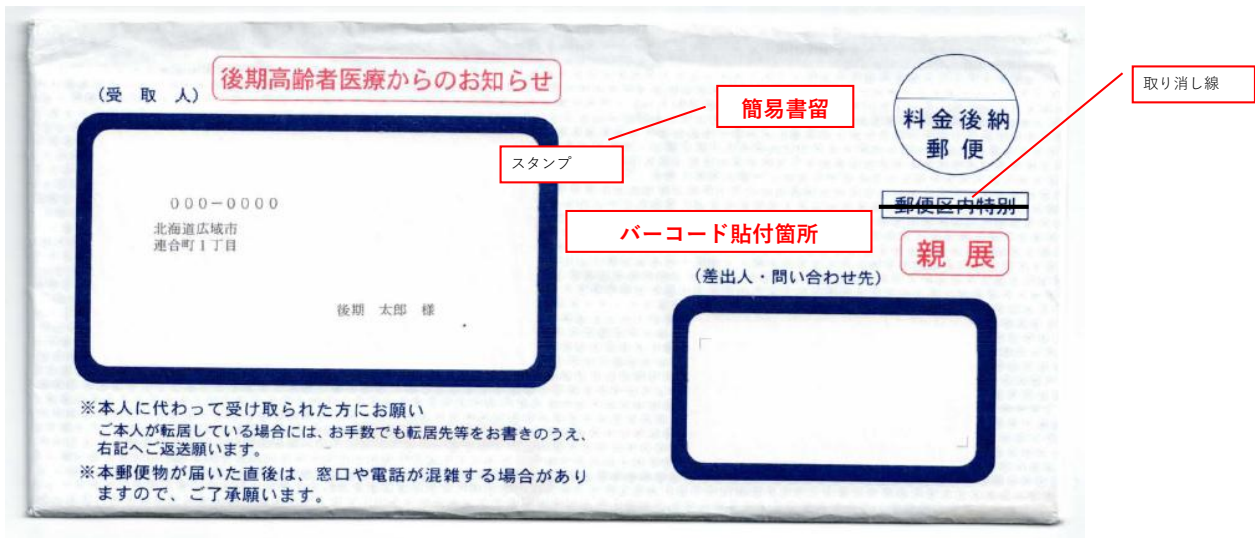 後期高齢者医療からのお知らせ
(受 取 人)
簡易書留
取り消し線
料金後納
郵便
スタンプ
000-0000
北海道広域市
連合町1丁目
郵便区内特別
バーコード貼付箇所
親展
(差出人・問い合わせ先)
後期 太郎 様
※本人に代わって受け取られた方にお願い
ご本人が転居している場合には、お手数でも転居先等をお書きのうえ、
右記へご返送願います。
※本郵便物が届いた直後は、窓口や電話が混雑する場合があり
ますので、ご了承願います。